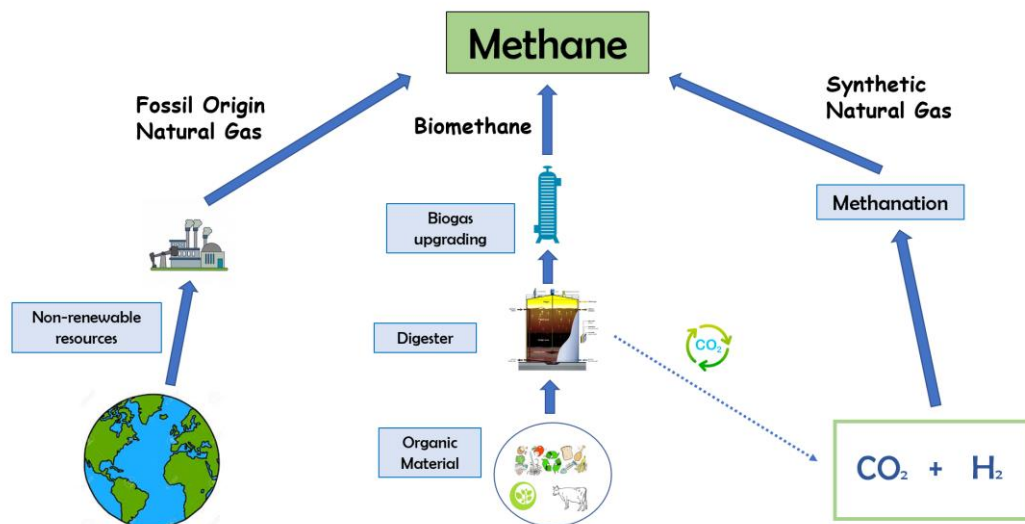 Methane
Fossil Origin
Natural Gas
Biomethane
Synthetic
Natural Gas
Biogas
upgrading
Methanation
Non-renewable
resources
Digester
CO₂
Organic
Material
CO₂ + H₂